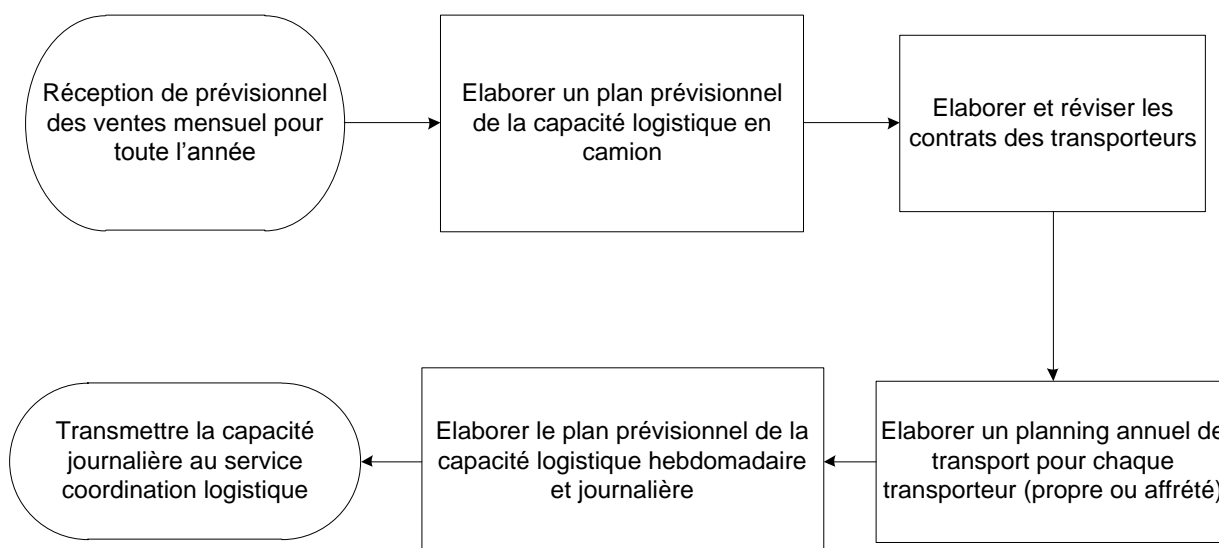 Réception de prévisionnel
des ventes mensuel pour
toute l'année
Elaborer un plan prévisionnel
de la capacité logistique en
camion
Elaborer et réviser les
contrats des transporteurs
Elaborer un planning annuel de
transport pour chaque
transporteur (propre ou affrété)
Elaborer le plan prévisionnel de la
capacité logistique hebdomadaire
et journalière
Transmettre la capacité
journalière au service
coordination logistique